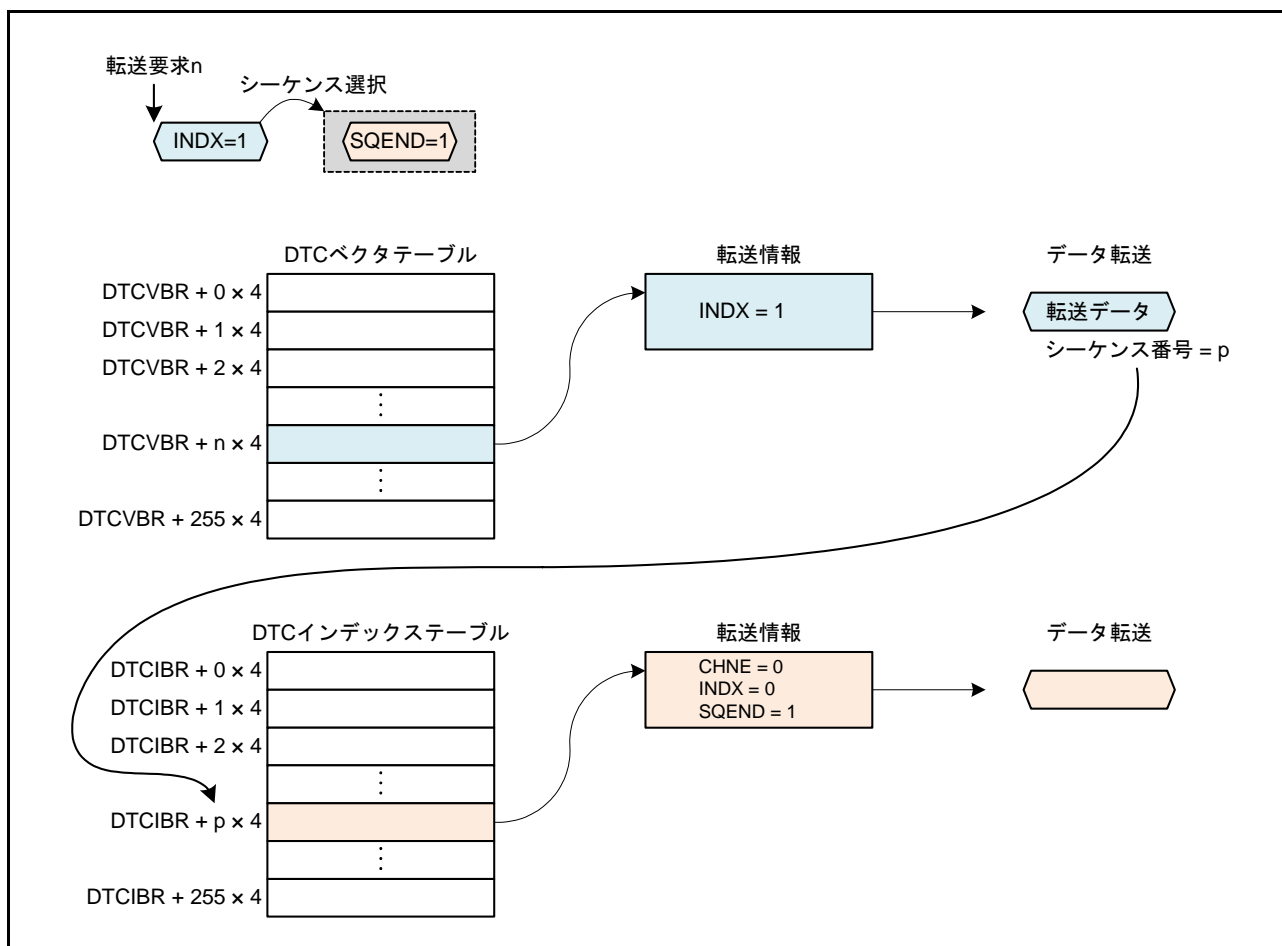 転送要求n
シーケンス選択
INDX=1
SQEND=1
DTCベクタテーブル
転送情報
データ転送
DTCVBR + 0 × 4
DTCVBR + 1 × 4
DTCVBR + 2 × 4
⋮
DTCVBR + n × 4
⋮
DTCVBR + 255 × 4
INDX = 1
転送データ
シーケンス番号 = p
DTCインデックステーブル
転送情報
データ転送
DTCIBR + 0 × 4
DTCIBR + 1 × 4
DTCIBR + 2 × 4
⋮
DTCIBR + p × 4
⋮
DTCIBR + 255 × 4
CHNE = 0
INDX = 0
SQEND = 1